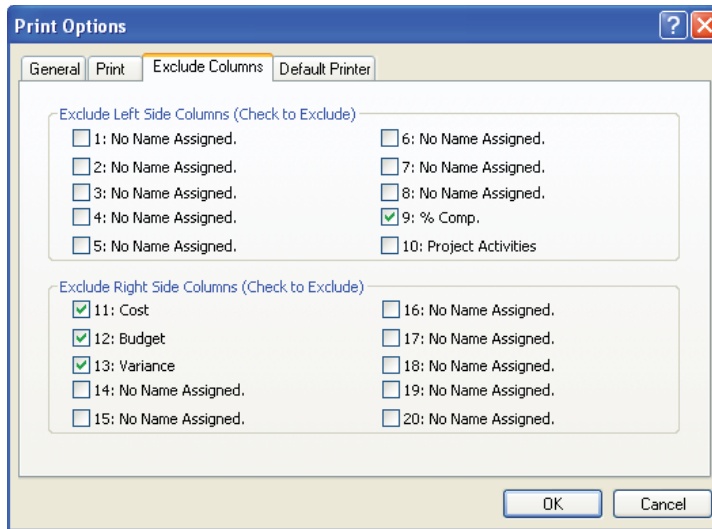 Print Options
General Print Exclude Columns Default Printer
Exclude Left Side Columns (Check to Exclude)
1: No Name Assigned. 6: No Name Assigned.
2: No Name Assigned. 7: No Name Assigned.
3: No Name Assigned. 8: No Name Assigned.
4: No Name Assigned. 9: % Comp.
5: No Name Assigned. 10: Project Activities
Exclude Right Side Columns (Check to Exclude)
11: Cost 16: No Name Assigned.
12: Budget 17: No Name Assigned.
13: Variance 18: No Name Assigned.
14: No Name Assigned. 19: No Name Assigned.
15: No Name Assigned. 20: No Name Assigned.
OK Cancel